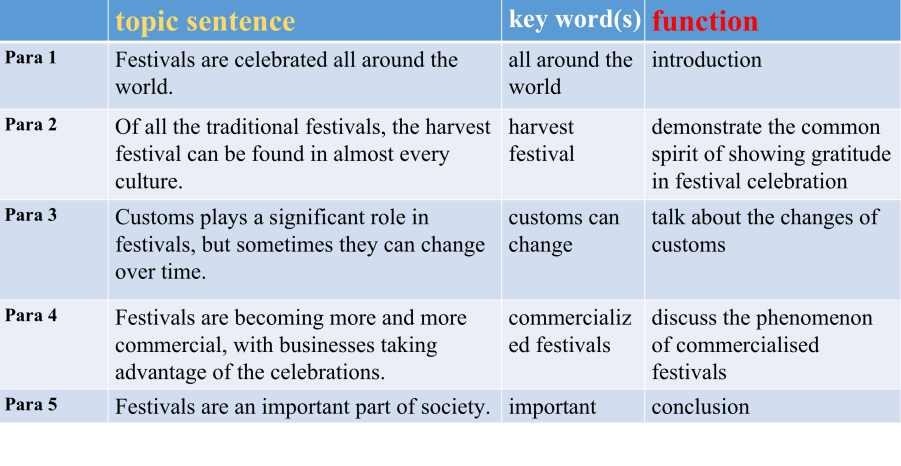 topic sentence key word(s) function
Para 1 Festivals are celebrated all around the all around the introduction
world. world
Para 2 Of all the traditional festivals, the harvest harvest demonstrate the common
festival can be found in almost every festival spirit of showing gratitude
culture. in festival celebration
Para 3 Customs plays a significant role in customs can talk about the changes of
festivals, but sometimes they can change change customs
over time.
Para 4 Festivals are becoming more and more commercializ discuss the phenomenon
commercial, with businesses taking ed festivals of commercialised
advantage of the celebrations. festivals
Para 5 Festivals are an important part of society. important conclusion